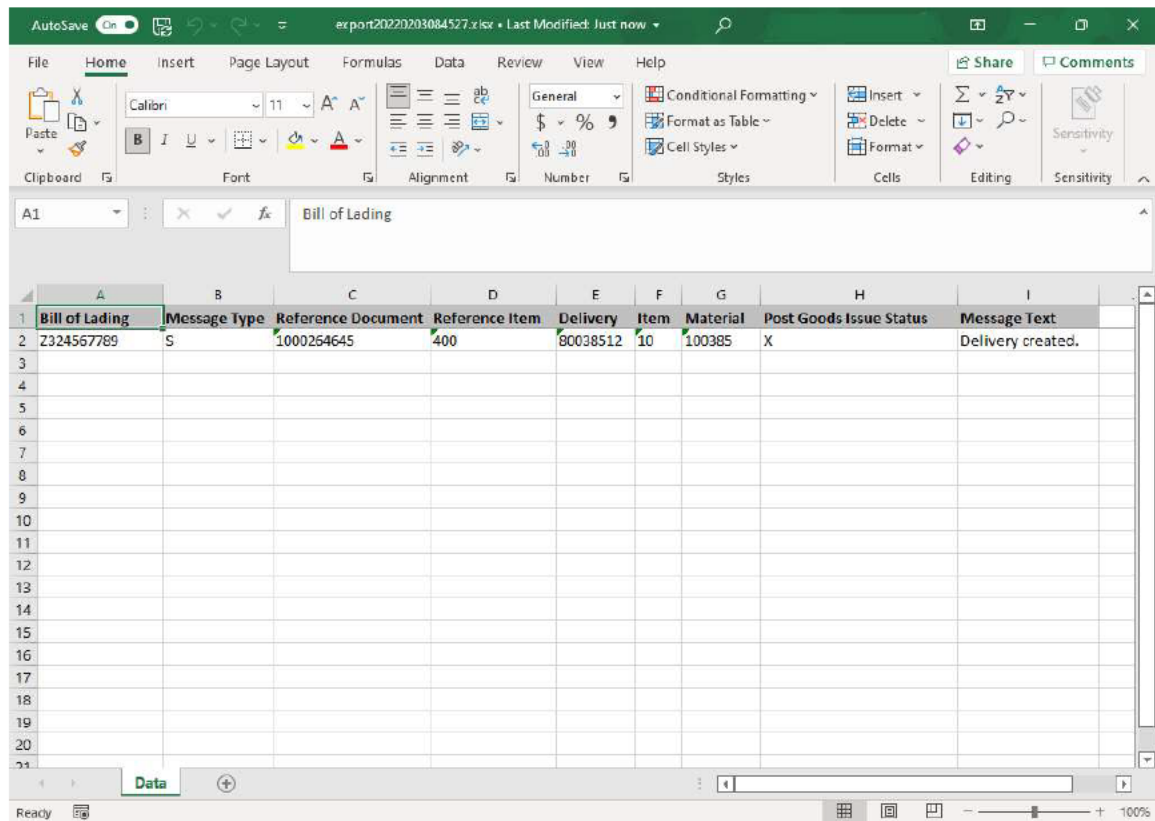 AutoSave On export20220203084527.xlsx • Last Modified: Just now
File Home Insert Page Layout Formulas Data Review View Help Share Comments
Paste Calibri 11 A A General Conditional Formatting Insert Σ
B I U A $ % 9 Format as Table Delete Sensitivity
Cell Styles Format
Clipboard Font Alignment Number Styles Cells Editing Sensitivity
A1 fx Bill of Lading
A B C D E F G H I
1 Bill of Lading Message Type Reference Document Reference Item Delivery Item Material Post Goods Issue Status Message Text
2 Z324567789 S 1000264645 400 80038512 10 100385 X Delivery created.
3
4
5
6
7
8
9
10
11
12
13
14
15
16
17
18
19
20
21
Data
Ready 100%